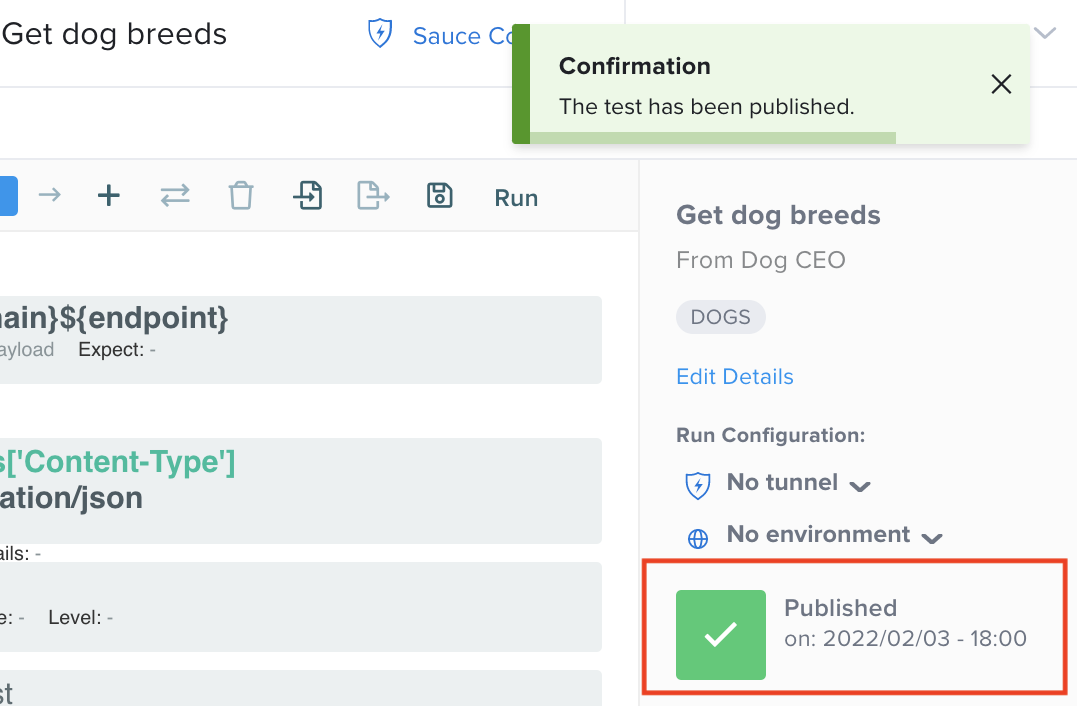 Get dog breeds
Sauce Co
Confirmation
The test has been published.
Run
ain}${endpoint}
ayload Expect: -
s['Content-Type']
ation/json
ails: -
e: - Level: -
st
Get dog breeds
From Dog CEO
DOGS
Edit Details
Run Configuration:
No tunnel
No environment
Published
on: 2022/02/03 - 18:00